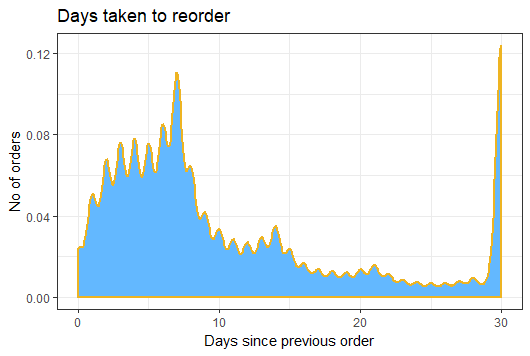 Days taken to reorder
0.12
0.08
0.04
0.00
No of orders
0
10
20
30
Days since previous order